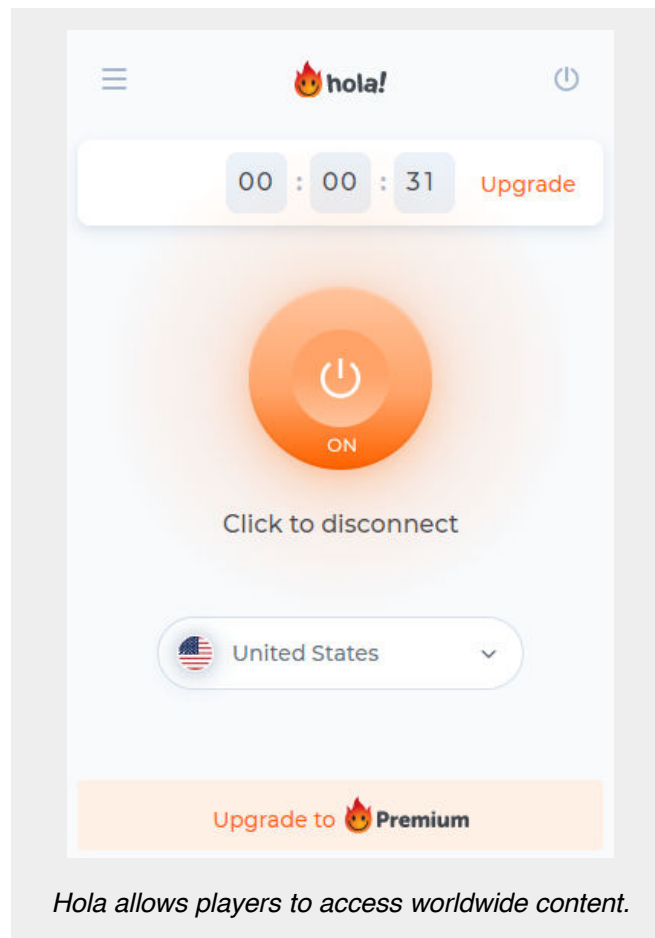 hola!
00 : 00 : 31 Upgrade
ON
Click to disconnect
United States
Upgrade to Premium
Hola allows players to access worldwide content.